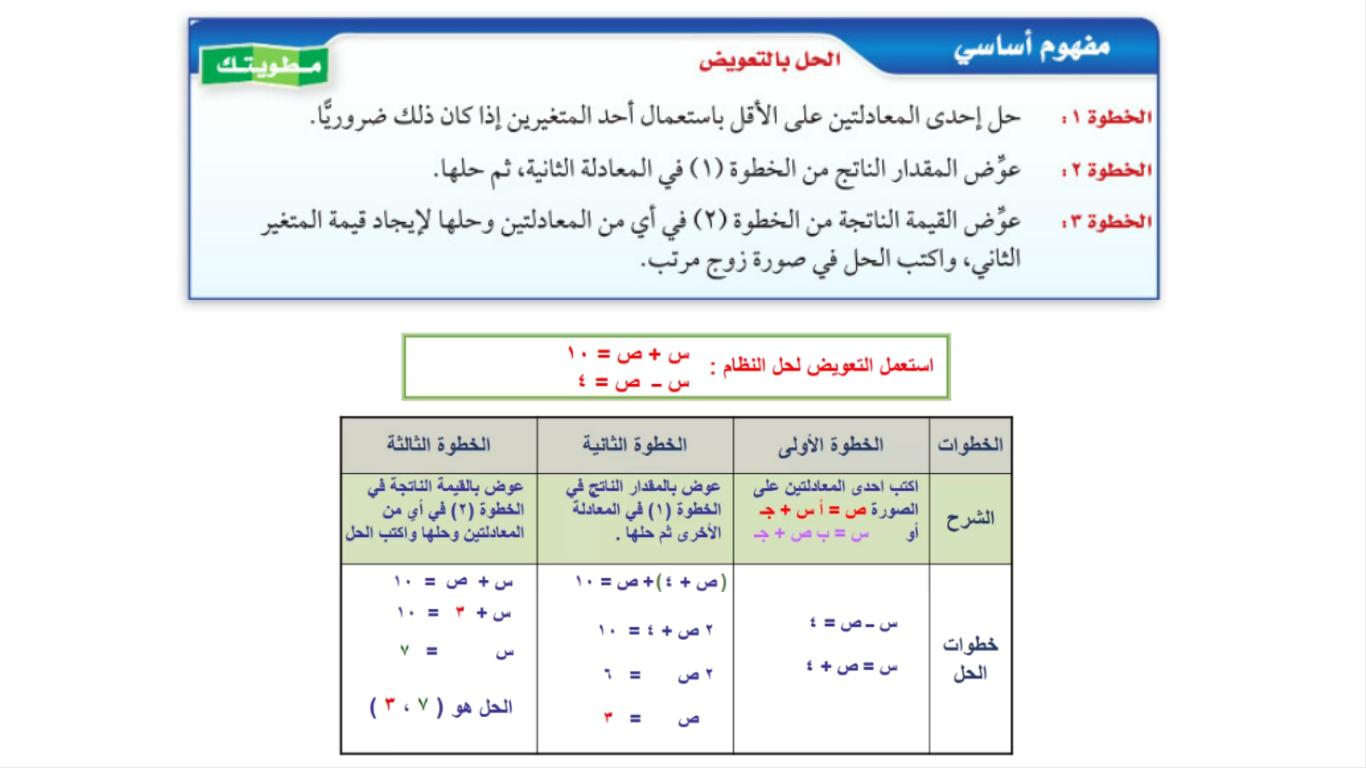 مفهوم أساسي
الحل بالتعويض
مطويتك
الخطوة ١: حل إحدى المعادلتين على الأقل باستعمال أحد المتغيرين إذا كان ذلك ضروريًّا.
الخطوة ٢: عوِّض المقدار الناتج من الخطوة (١) في المعادلة الثانية، ثم حلها.
الخطوة ٣: عوِّض القيمة الناتجة من الخطوة (٢) في أي من المعادلتين وحلها لإيجاد قيمة المتغير
الثاني، واكتب الحل في صورة زوج مرتب.
استعمل التعويض لحل النظام :
س + ص = ١٠
س – ص = ٤
الخطوات
الخطوة الأولى
الخطوة الثانية
الخطوة الثالثة
الشرح
اكتب احدى المعادلتين على
الصورة ص = أ س + جـ
أو س = ب ص + جـ
عوض بالمقدار الناتج في
الخطوة (١) في المعادلة
الأخرى ثم حلها .
عوض بالقيمة الناتجة في
الخطوة (٢) في أي من
المعادلتين وحلها واكتب الحل
خطوات
الحل
س – ص = ٤
س = ص + ٤
(ص + ٤) + ص = ١٠
٢ ص + ٤ = ١٠
٢ ص = ٦
ص = ٣
س + ص = ١٠
س + ٣ = ١٠
س = ٧
الحل هو ( ٧ ، ٣ )